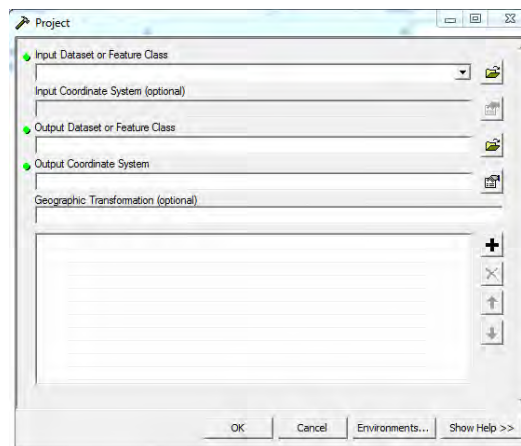 Project
Input Dataset or Feature Class
Input Coordinate System (optional)
Output Dataset or Feature Class
Output Coordinate System
Geographic Transformation (optional)
OK Cancel Environments... Show Help >>